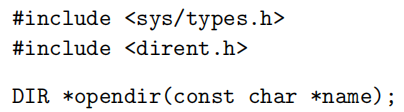 #include <sys/types.h>
#include <dirent.h>
DIR *opendir(const char *name);